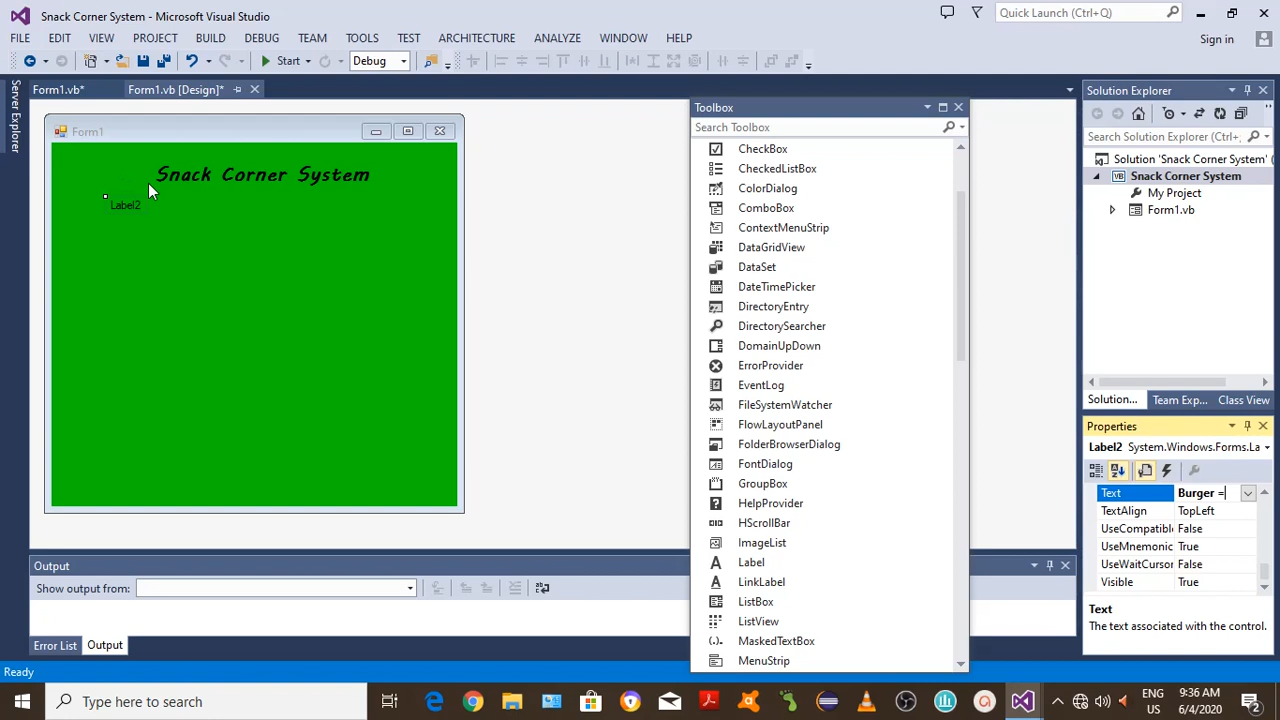 Snack Corner System - Microsoft Visual Studio
Quick Launch (Ctrl+Q)
FILE EDIT VIEW PROJECT BUILD DEBUG TEAM TOOLS TEST ARCHITECTURE ANALYZE WINDOW HELP
Sign in
Start
Debug
Server Explorer
Form1.vb*
Form1.vb [Design]*
Form1
Snack Corner System
Label2
Toolbox
Search Toolbox
CheckBox
CheckedListBox
ColorDialog
ComboBox
ContextMenuStrip
DataGridView
DataSet
DateTimePicker
DirectoryEntry
DirectorySearcher
DomainUpDown
ErrorProvider
EventLog
FileSystemWatcher
FlowLayoutPanel
FolderBrowserDialog
FontDialog
GroupBox
HelpProvider
HScrollBar
ImageList
Label
LinkLabel
ListBox
ListView
MaskedTextBox
MenuStrip
Solution Explorer
Search Solution Explorer (Ctrl+
Solution 'Snack Corner System'
Snack Corner System
My Project
Form1.vb
Solution... Team Exp... Class View
Properties
Label2 System.Windows.Forms.La
Text Burger =
TextAlign TopLeft
UseCompatible False
UseMnemonic True
UseWaitCursor False
Visible True
Text
The text associated with the control.
Output
Show output from:
Error List
Output
Ready
Type here to search
ENG
US
9:36 AM
6/4/2020
2